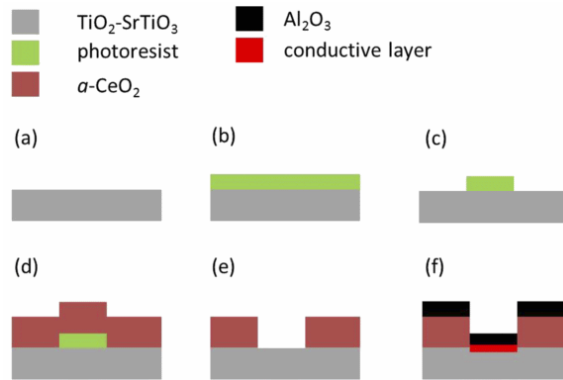 TiO₂-SrTiO₃
photoresist
a-CeO₂
Al₂O₃
conductive layer
(a)
(b)
(c)
(d)
(e)
(f)